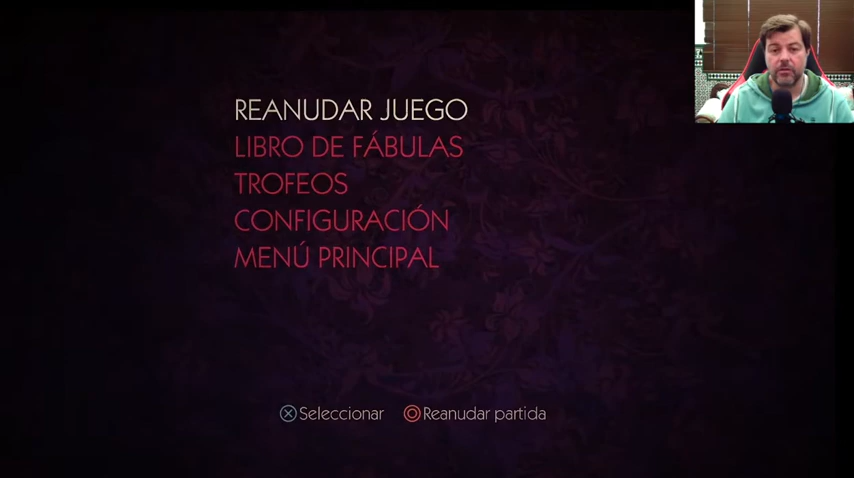 REANUDAR JUEGO
LIBRO DE FÁBULAS
TROFEOS
CONFIGURACIÓN
MENÚ PRINCIPAL
Seleccionar Reanudar partida